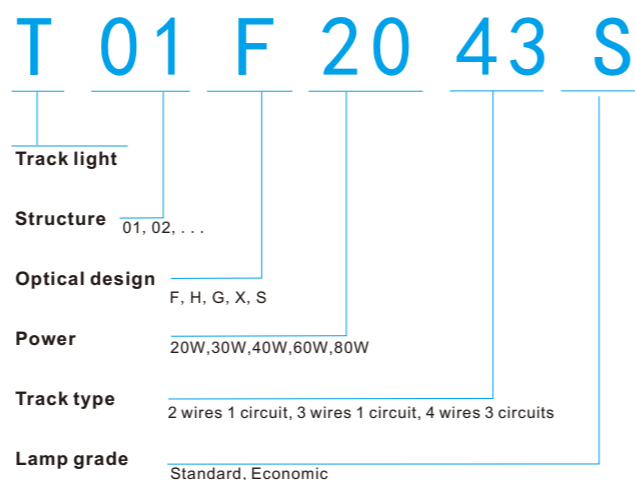 T 01 F 20 43 S
Track light
Structure
01, 02, . . .
Optical design
F, H, G, X, S
Power
20W,30W,40W,60W,80W
Track type
2 wires 1 circuit, 3 wires 1 circuit, 4 wires 3 circuits
Lamp grade
Standard, Economic